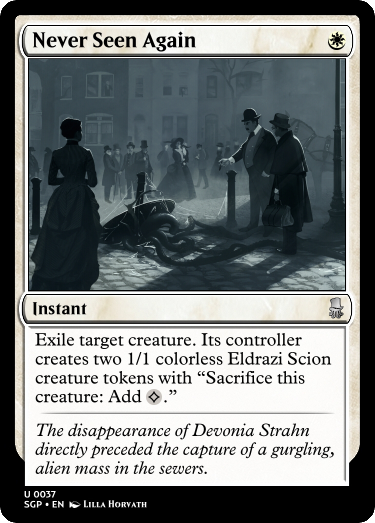 Never Seen Again
Instant
Exile target creature. Its controller
creates two 1/1 colorless Eldrazi Scion
creature tokens with “Sacrifice this
creature: Add .”
The disappearance of Devonia Strahn
directly preceded the capture of a gurgling,
alien mass in the sewers.
U 0037
SGP • EN Lilla Horvath